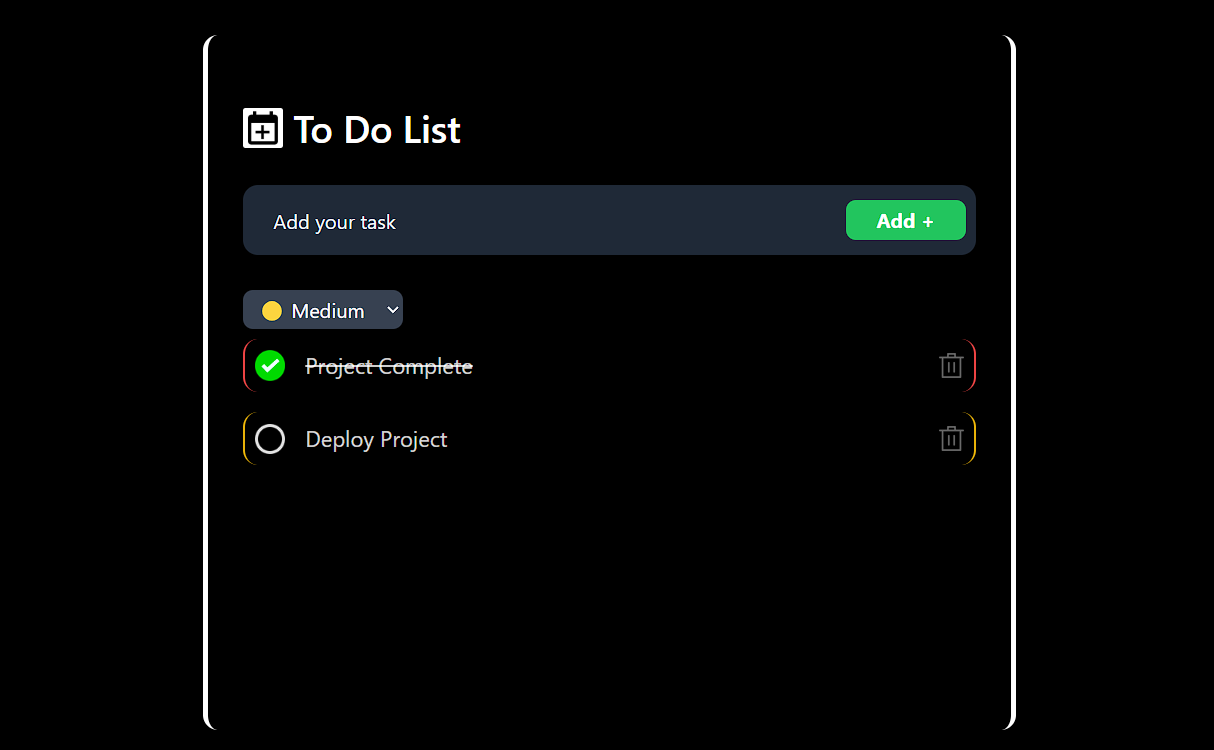 To Do List
Add your task
Add +
Medium
Project Complete
Deploy Project